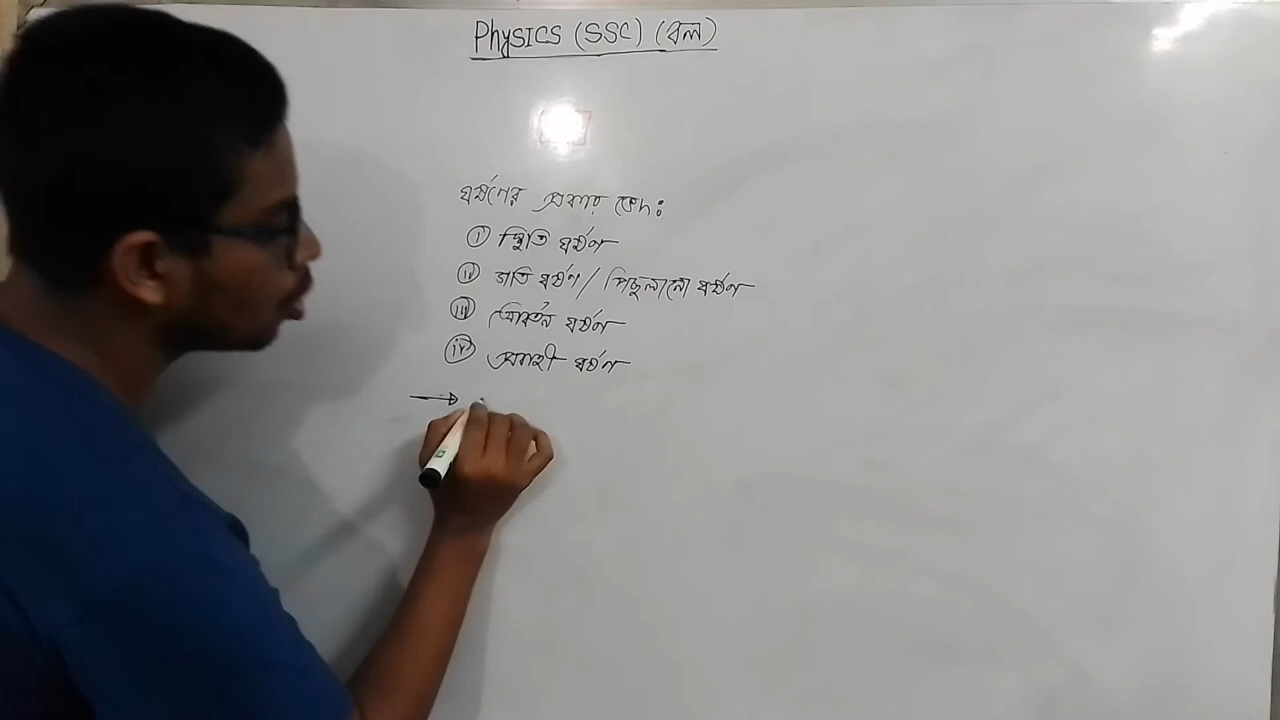 Physics (SSC) (বল)
ঘর্ষণের প্রকার ভেদ:
(i) স্থিতি ঘর্ষণ
(ii) গতি ঘর্ষণ / পিছলানো ঘর্ষণ
(iii) আবর্তন ঘর্ষণ
(iv) প্রবাহী ঘর্ষণ
→